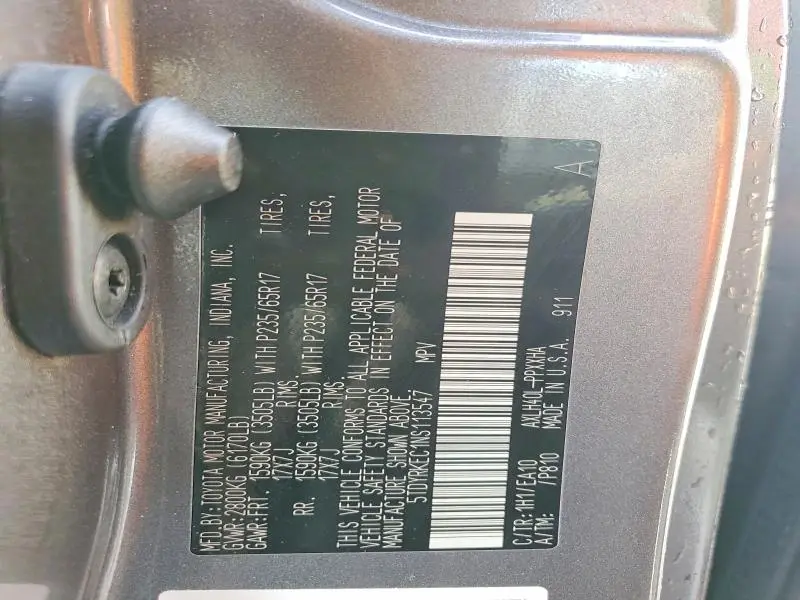 MFD.BY:TOYOTA MOTOR MANUFACTURING, INDIANA, INC.
GVWR:2800KG(6170LB)
GAWR:FRT. 1590KG (3505LB) WITH P235/65R17 TIRES,
17X7J RIMS.
RR. 1590KG (3505LB) WITH P235/65R17 TIRES,
17X7J RIMS.
THIS VEHICLE CONFORMS TO ALL APPLICABLE FEDERAL MOTOR
VEHICLE SAFETY STANDARDS IN EFFECT ON THE DATE OF
MANUFACTURE SHOWN ABOVE.
5TDYRKEC1NS113547 MPV
C/TR:1H1/EA10 AXLH40L-PPXXHA
A/TM: /P810 MADE IN U.S.A. 911 A